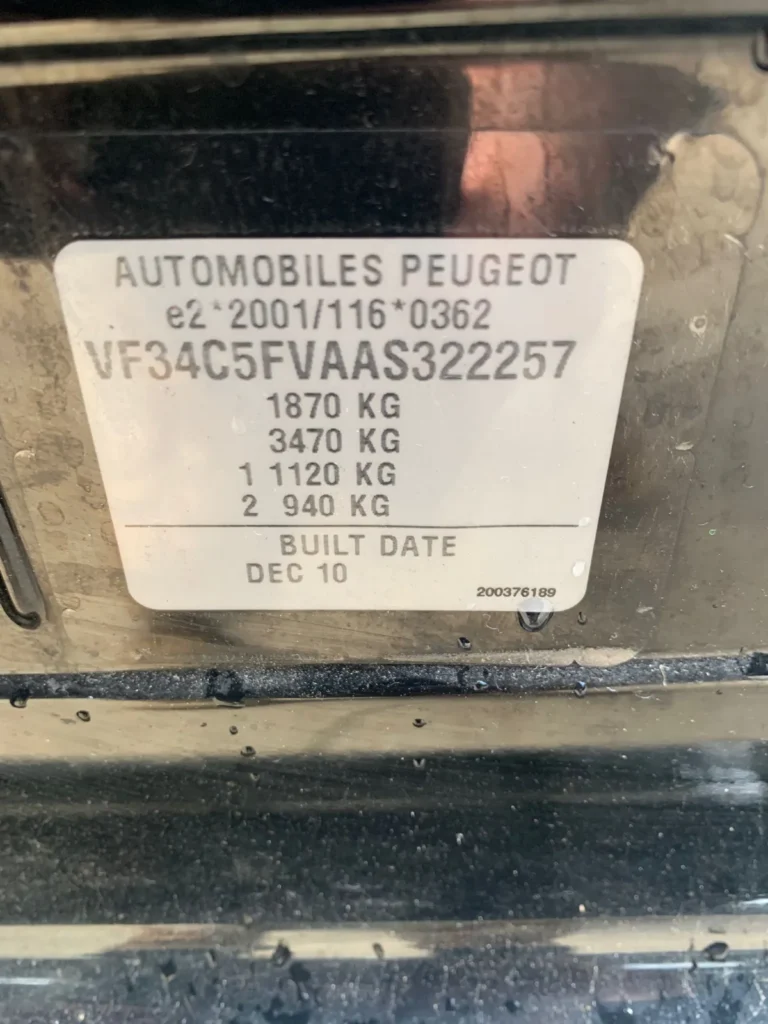 AUTOMOBILES PEUGEOT
e2*2001/116*0362
VF34C5FVAAS322257
1870 KG
3470 KG
1 1120 KG
2 940 KG
BUILT DATE
DEC 10
200376189